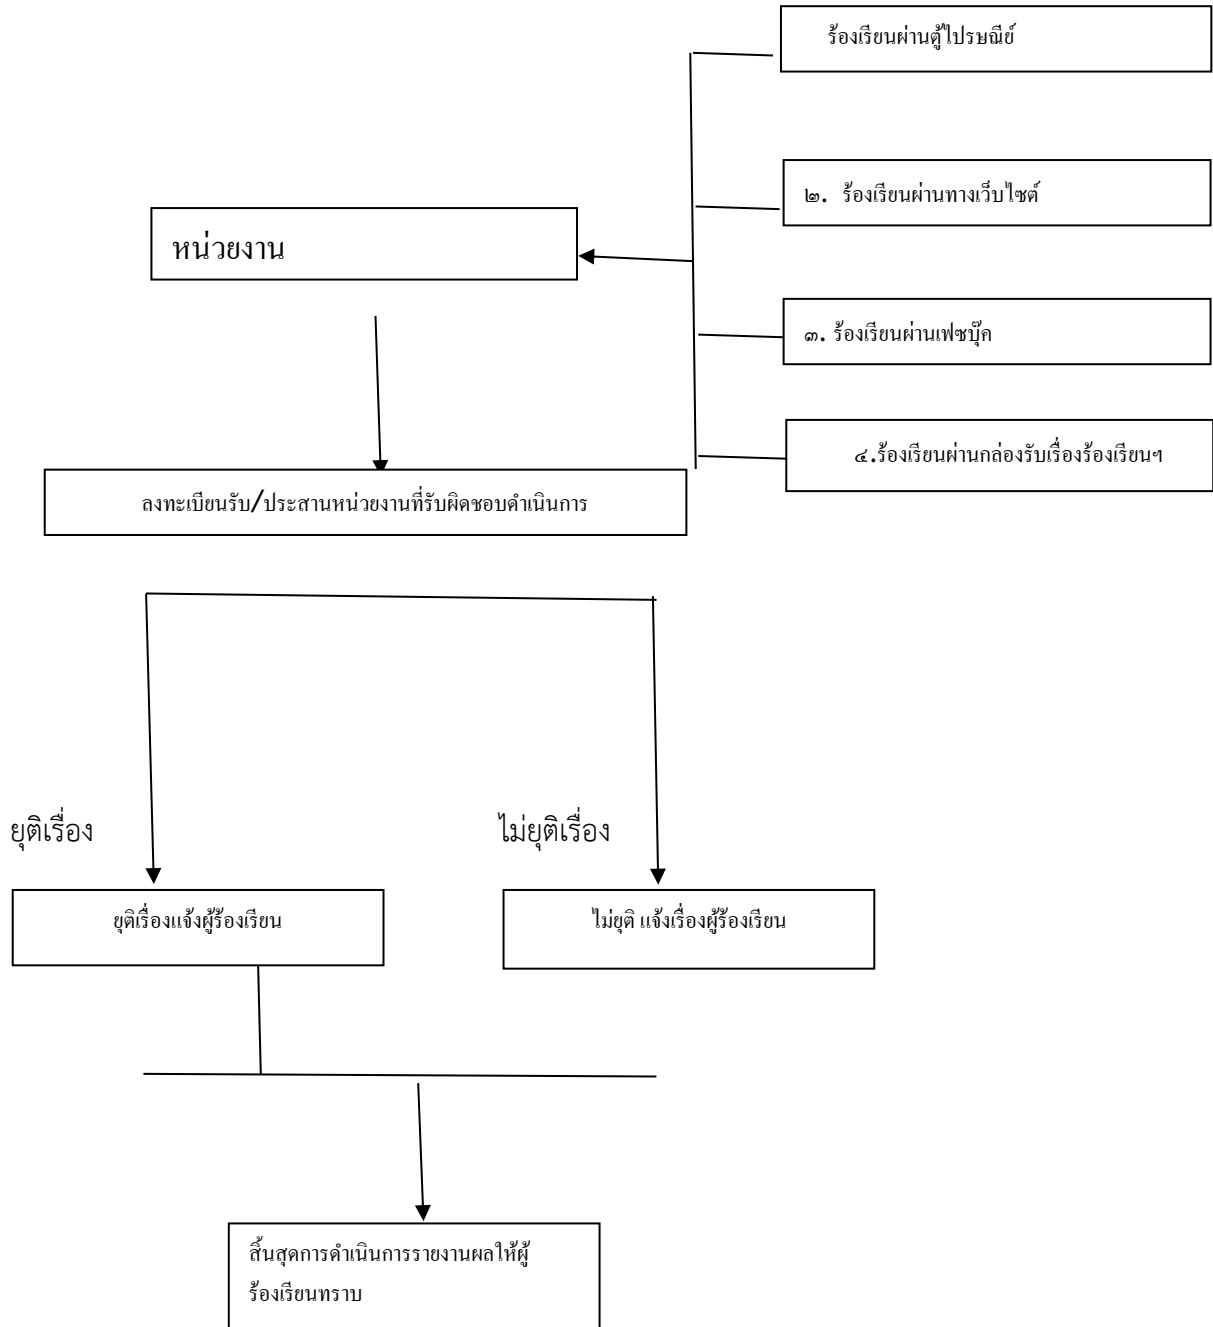 ร้องเรียนผ่านตู้ไปรษณีย์
๒. ร้องเรียนผ่านทางเว็บไซต์
หน่วยงาน
๓. ร้องเรียนผ่านเฟซบุ๊ค
๔.ร้องเรียนผ่านกล่องรับเรื่องร้องเรียนฯ
ลงทะเบียนรับ/ประสานหน่วยงานที่รับผิดชอบดำเนินการ
ยุติเรื่อง
ไม่ยุติเรื่อง
ยุติเรื่องแจ้งผู้ร้องเรียน
ไม่ยุติ แจ้งเรื่องผู้ร้องเรียน
สิ้นสุดการดำเนินการรายงานผลให้ผู้
ร้องเรียนทราบ